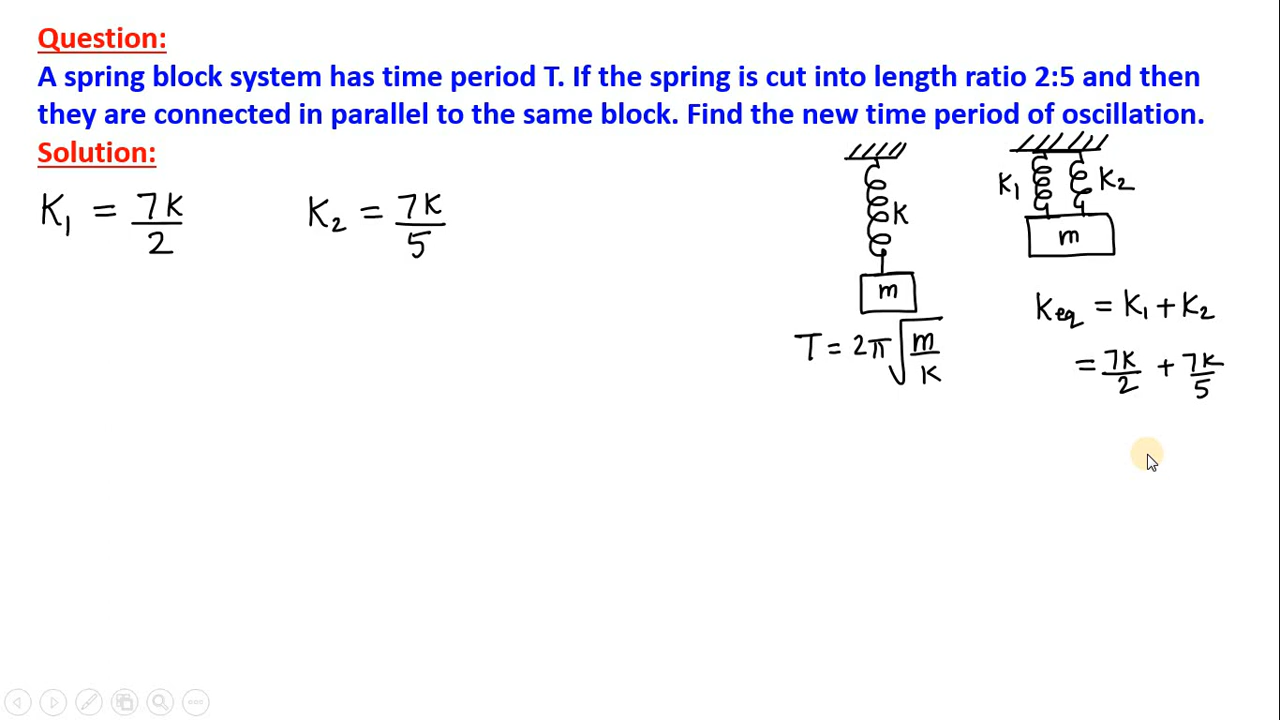 Question:
A spring block system has time period T. If the spring is cut into length ratio 2:5 and then
they are connected in parallel to the same block. Find the new time period of oscillation.
Solution:
K₁ = 7K/2
K₂ = 7K/5
K
m
T = 2π√(m/K)
K₁
K₂
m
Keq = K₁ + K₂
= 7K/2 + 7K/5